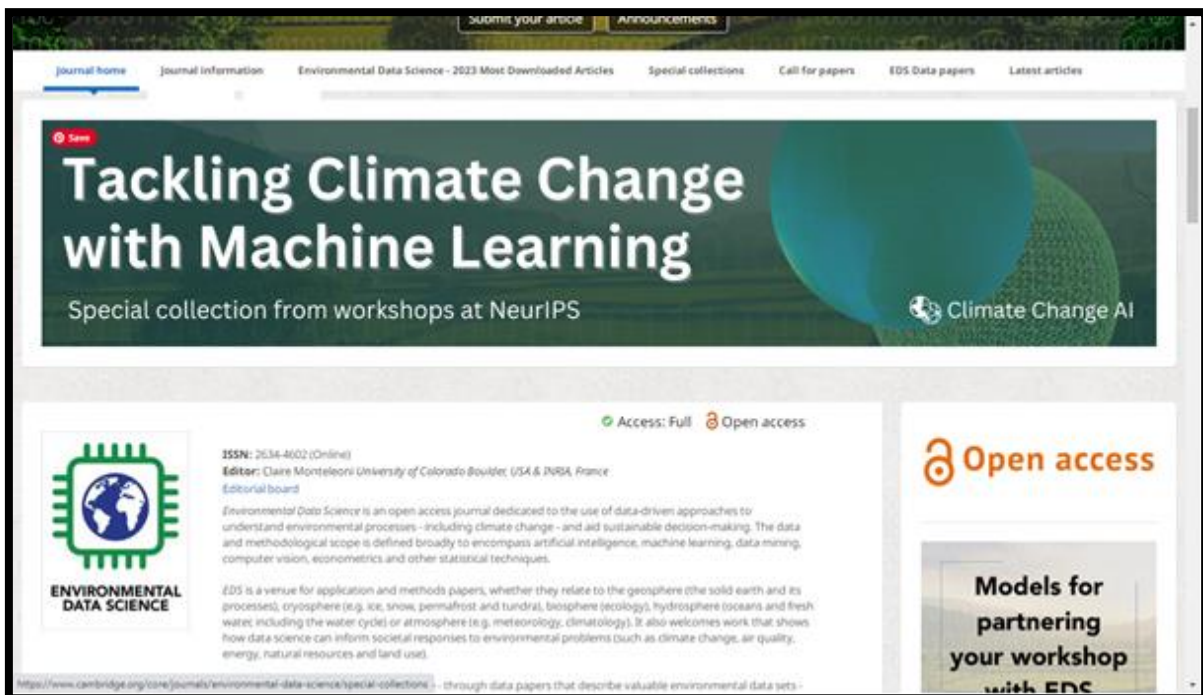 Submit your article Announcements
Journal home Journal information Environmental Data Science - 2023 Most Downloaded Articles Special collections Call for papers EDS Data papers Latest articles
Save
Tackling Climate Change
with Machine Learning
Special collection from workshops at NeurIPS
Climate Change AI
Access: Full Open access
ISSN: 2634-4602 (Online)
Editor: Claire Monteleoni University of Colorado Boulder, USA & INRIA, France
Editorial board
Environmental Data Science is an open access journal dedicated to the use of data-driven approaches to
understand environmental processes - including climate change - and aid sustainable decision-making. The data
and methodological scope is defined broadly to encompass artificial intelligence, machine learning, data mining,
computer vision, econometrics and other statistical techniques.
EDS is a venue for application and methods papers, whether they relate to the geosphere (the solid earth and its
processes), cryosphere (e.g. ice, snow, permafrost and tundra), biosphere (ecology), hydrosphere (oceans and fresh
water, including the water cycle) or atmosphere (e.g. meteorology, climatology). It also welcomes work that shows
how data science can inform societal responses to environmental problems (such as climate change, air quality,
energy, natural resources and land use).
- through data papers that describe valuable environmental data sets -
ENVIRONMENTAL
DATA SCIENCE
Open access
Models for
partnering
your workshop
with EDS
https://www.cambridge.org/core/journals/environmental-data-science/special-collections